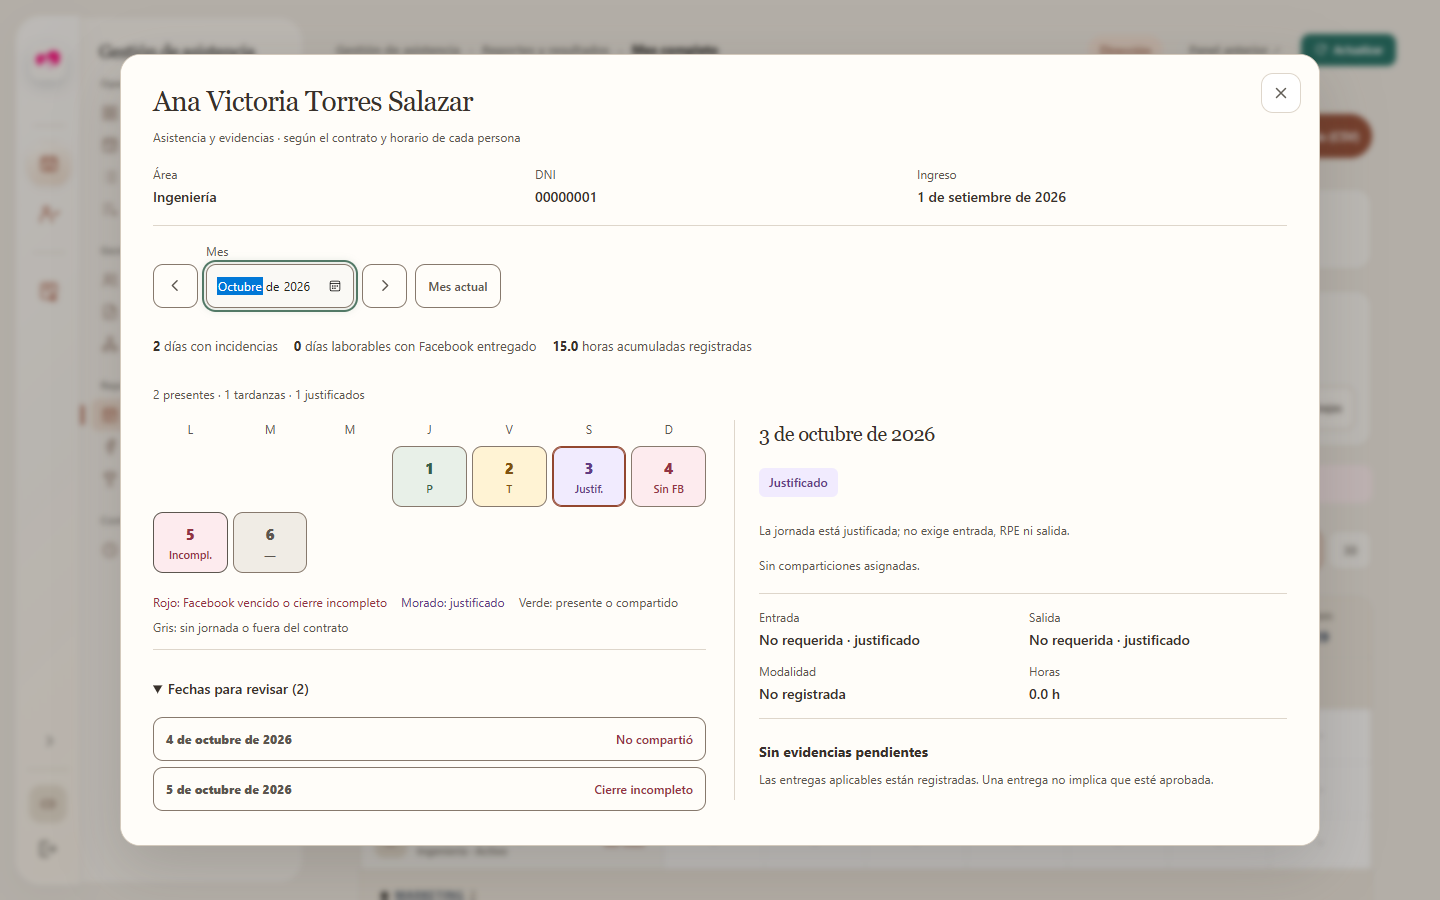 Gestión de asistencia
Ana Victoria Torres Salazar
Asistencia y evidencias · según el contrato y horario de cada persona
Área
Ingeniería
DNI
00000001
Ingreso
1 de setiembre de 2026
Mes
Octubre de 2026
Mes actual
2 días con incidencias 0 días laborables con Facebook entregado 15.0 horas acumuladas registradas
2 presentes · 1 tardanzas · 1 justificados
L M M J V S D
1
P
2
T
3
Justif.
4
Sin FB
5
Incompl.
6
—
Rojo: Facebook vencido o cierre incompleto Morado: justificado Verde: presente o compartido
Gris: sin jornada o fuera del contrato
Fechas para revisar (2)
4 de octubre de 2026 No compartió
5 de octubre de 2026 Cierre incompleto
3 de octubre de 2026
Justificado
La jornada está justificada; no exige entrada, RPE ni salida.
Sin comparticiones asignadas.
Entrada
No requerida · justificado
Salida
No requerida · justificado
Modalidad
No registrada
Horas
0.0 h
Sin evidencias pendientes
Las entregas aplicables están registradas. Una entrega no implica que esté aprobada.